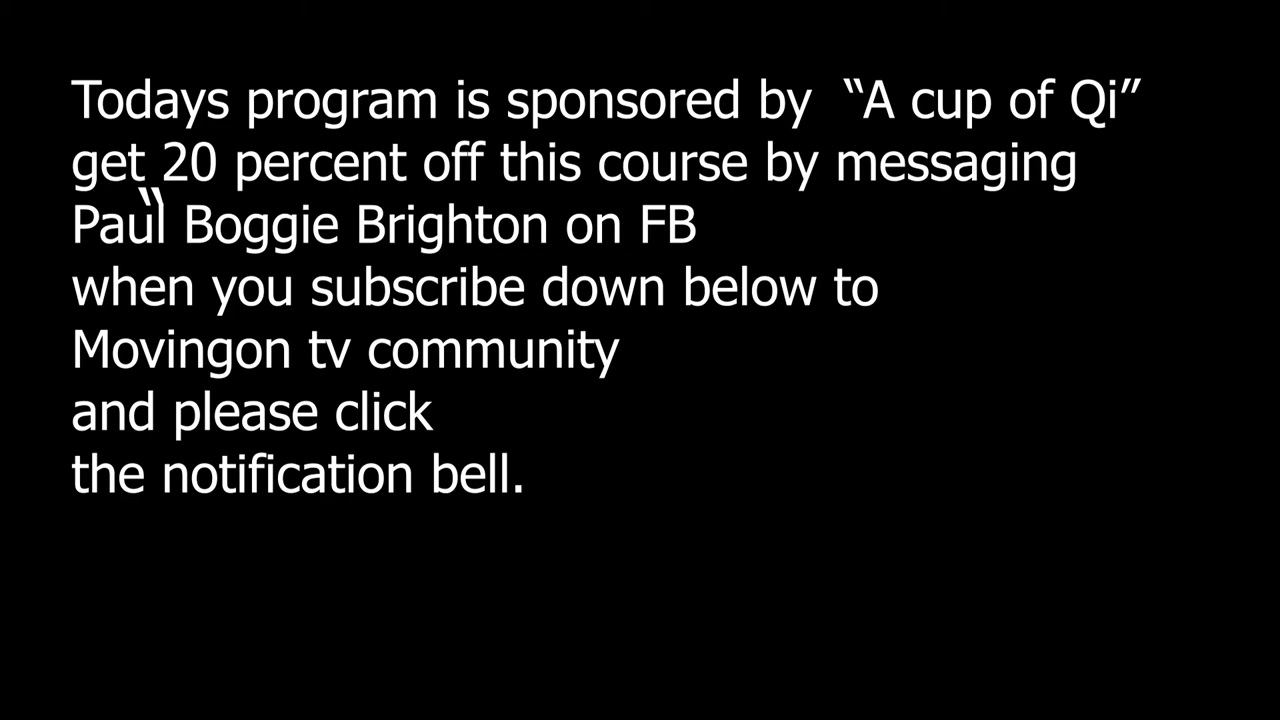 Todays program is sponsored by “A cup of Qi”
get 20 percent off this course by messaging
“
Paul Boggie Brighton on FB
when you subscribe down below to
Movingon tv community
and please click
the notification bell.